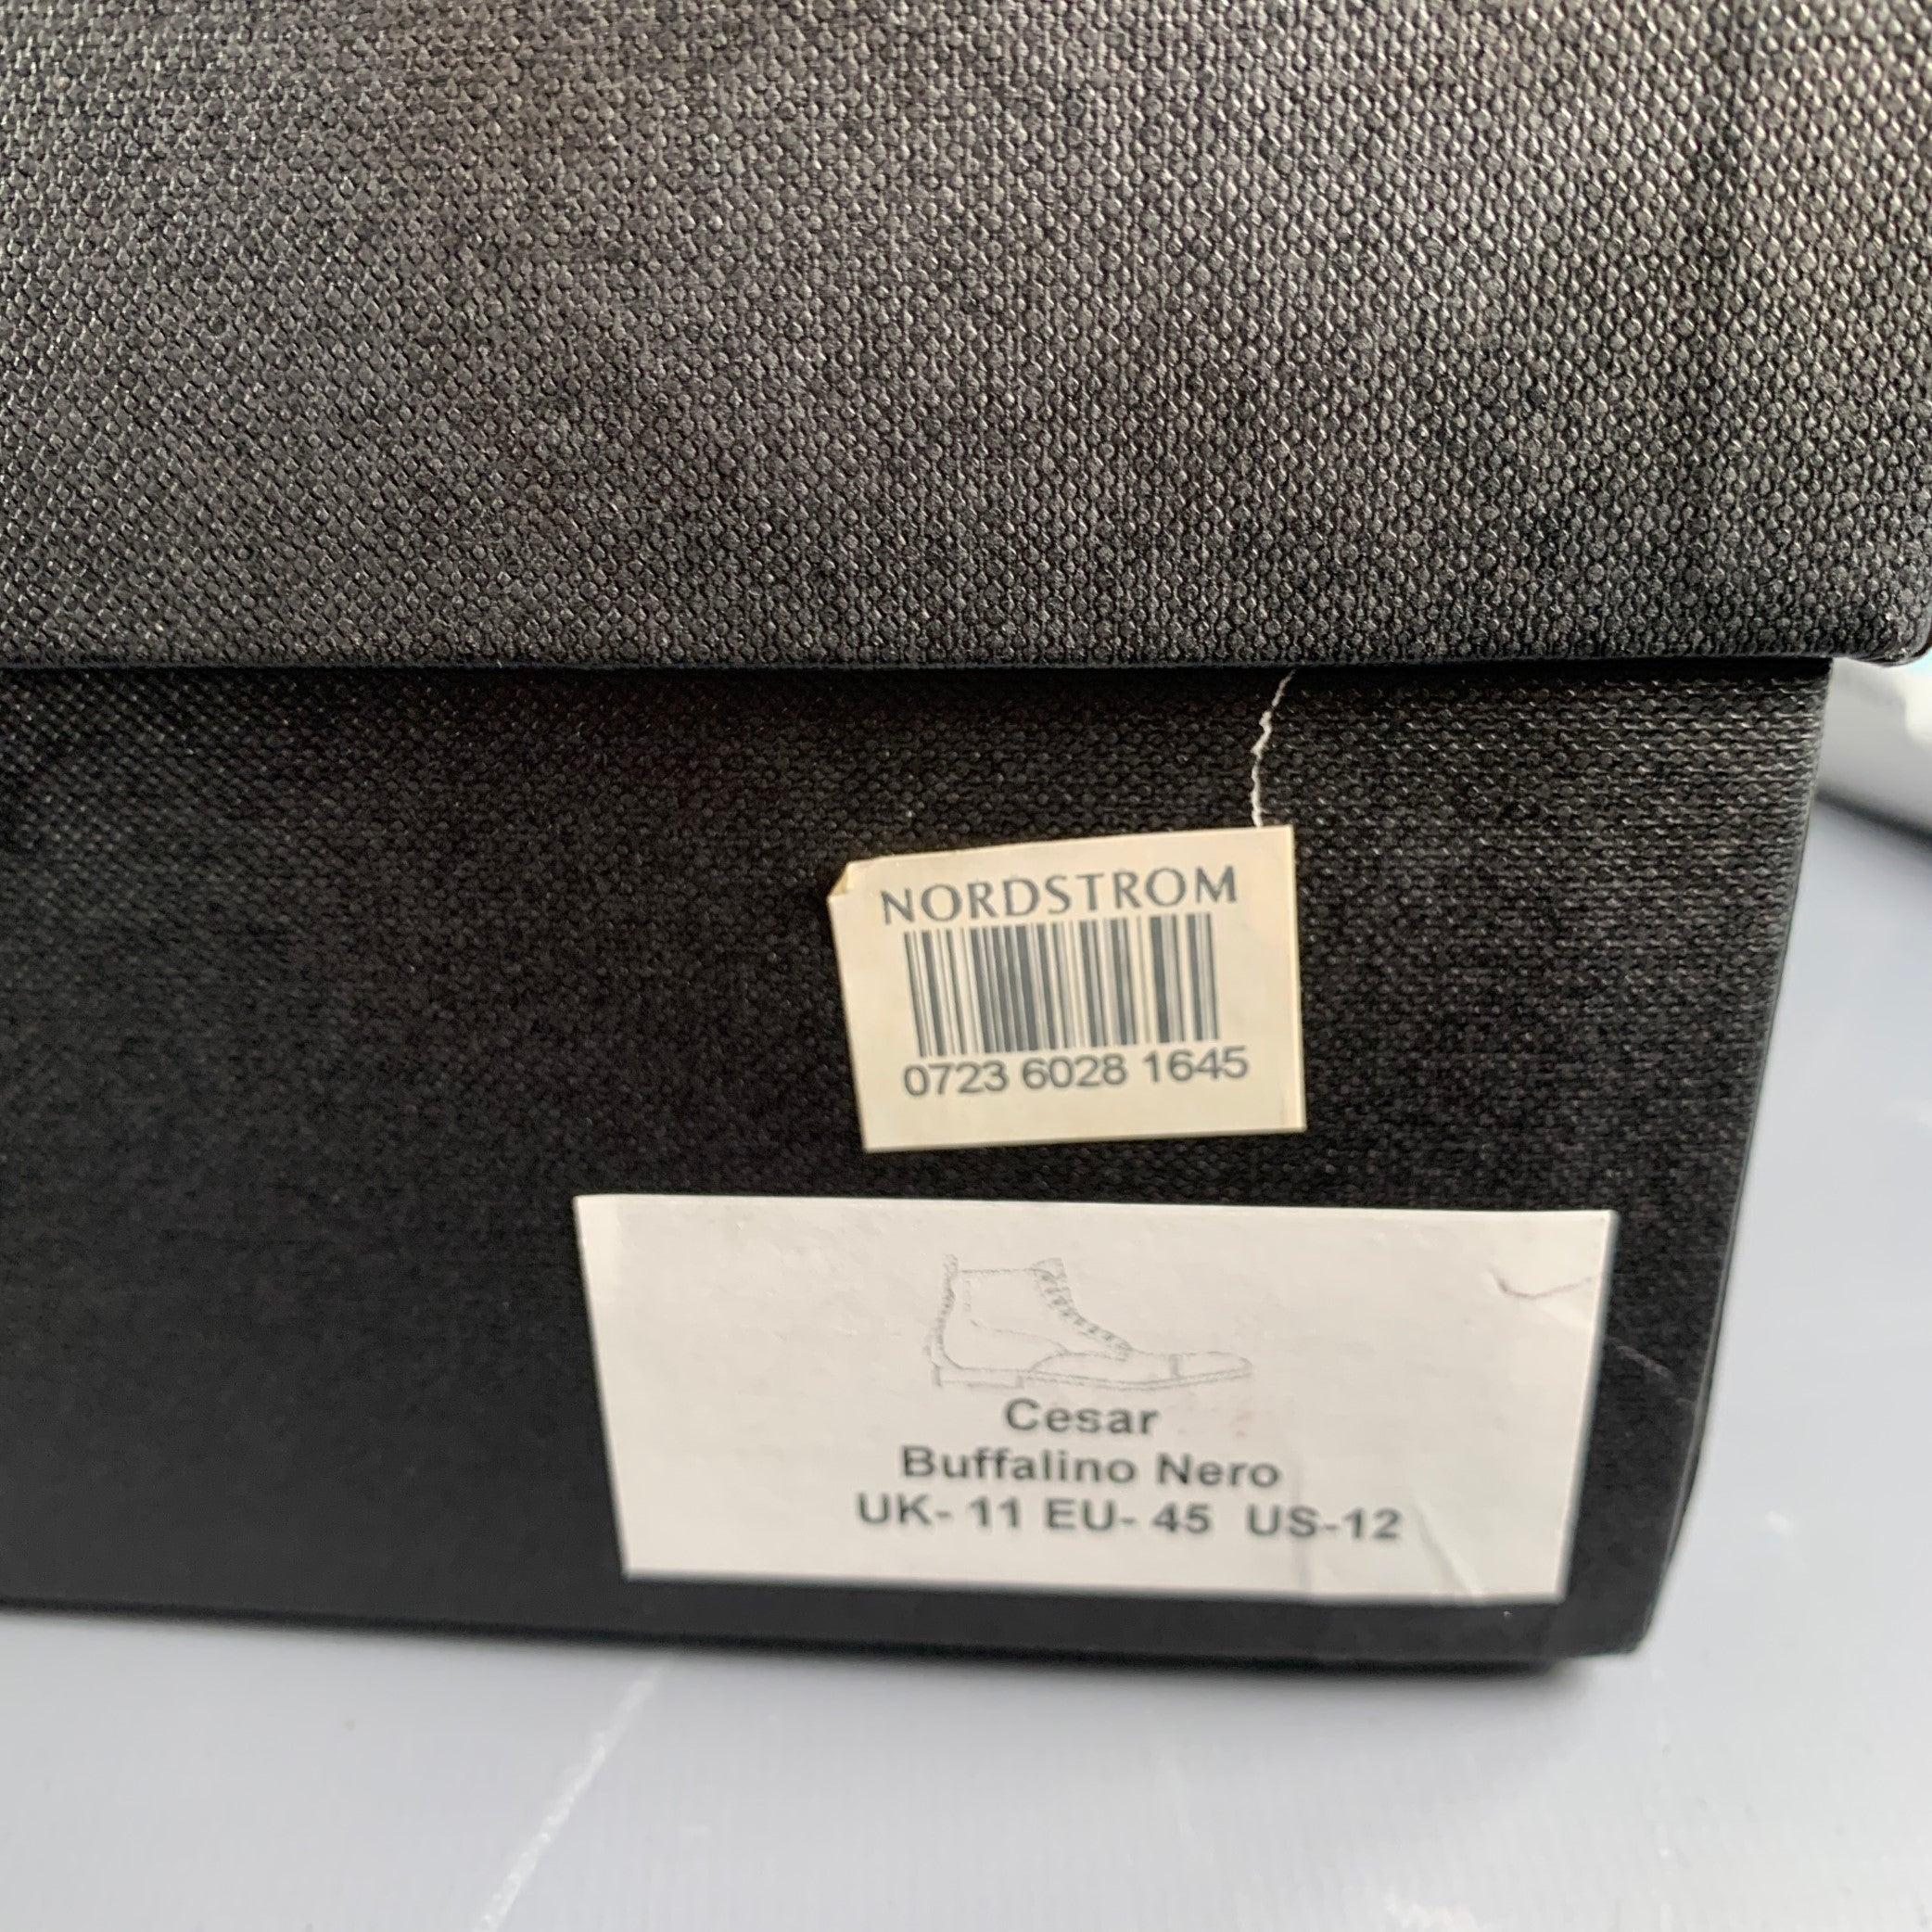 NORDSTROM
0723 6028 1645
Cesar
Buffalino Nero
UK- 11 EU- 45 US-12